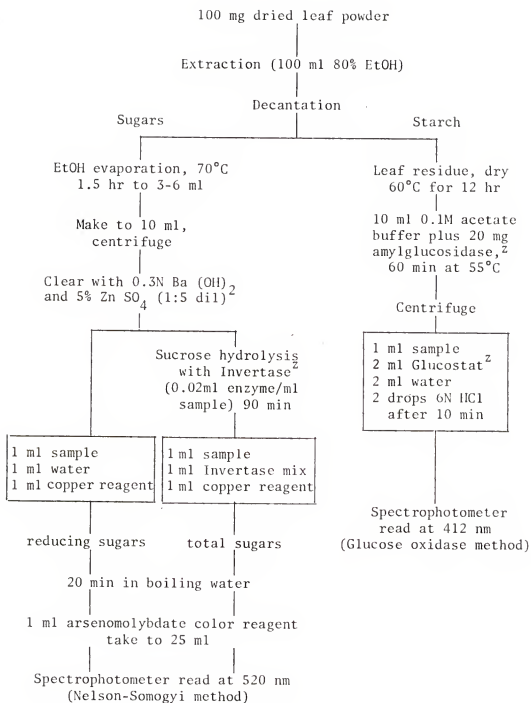 100 mg dried leaf powder
Extraction (100 ml 80% EtOH)
Decantation
Sugars
Starch
EtOH evaporation, 70°C
1.5 hr to 3-6 ml
Make to 10 ml,
centrifuge
Clear with 0.3N Ba (OH)2
and 5% Zn SO4 (1:5 dil)
Sucrose hydrolysis
with Invertase z
(0.02ml enzyme/ml
sample) 90 min
1 ml sample
1 ml water
1 ml copper reagent
1 ml sample
1 ml Invertase mix
1 ml copper reagent
reducing sugars
total sugars
20 min in boiling water
1 ml arsenomolybdate color reagent
take to 25 ml
Spectrophotometer read at 520 nm
(Nelson-Somogyi method)
Leaf residue, dry
60°C for 12 hr
10 ml 0.1M acetate
buffer plus 20 mg
amylglucosidase,z
60 min at 55°C
Centrifuge
1 ml sample
2 ml Glucostat z
2 ml water
2 drops 6N HCl
after 10 min
Spectrophotometer
read at 412 nm
(Glucose oxidase method)